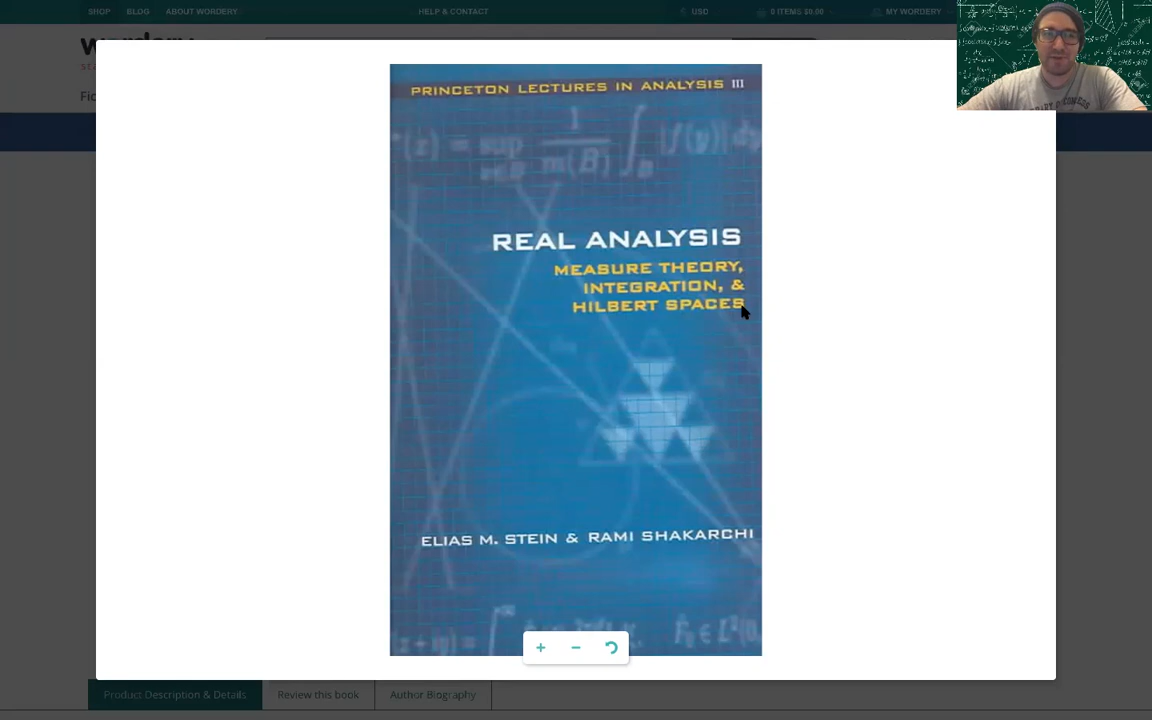 SHOP BLOG ABOUT WORDERY HELP & CONTACT USD 0 ITEMS $0.00 MY WORDERY
wordery
PRINCETON LECTURES IN ANALYSIS III
REAL ANALYSIS
MEASURE THEORY,
INTEGRATION, &
HILBERT SPACES
ELIAS M. STEIN & RAMI SHAKARCHI
Product Description & Details Review this book Author Biography